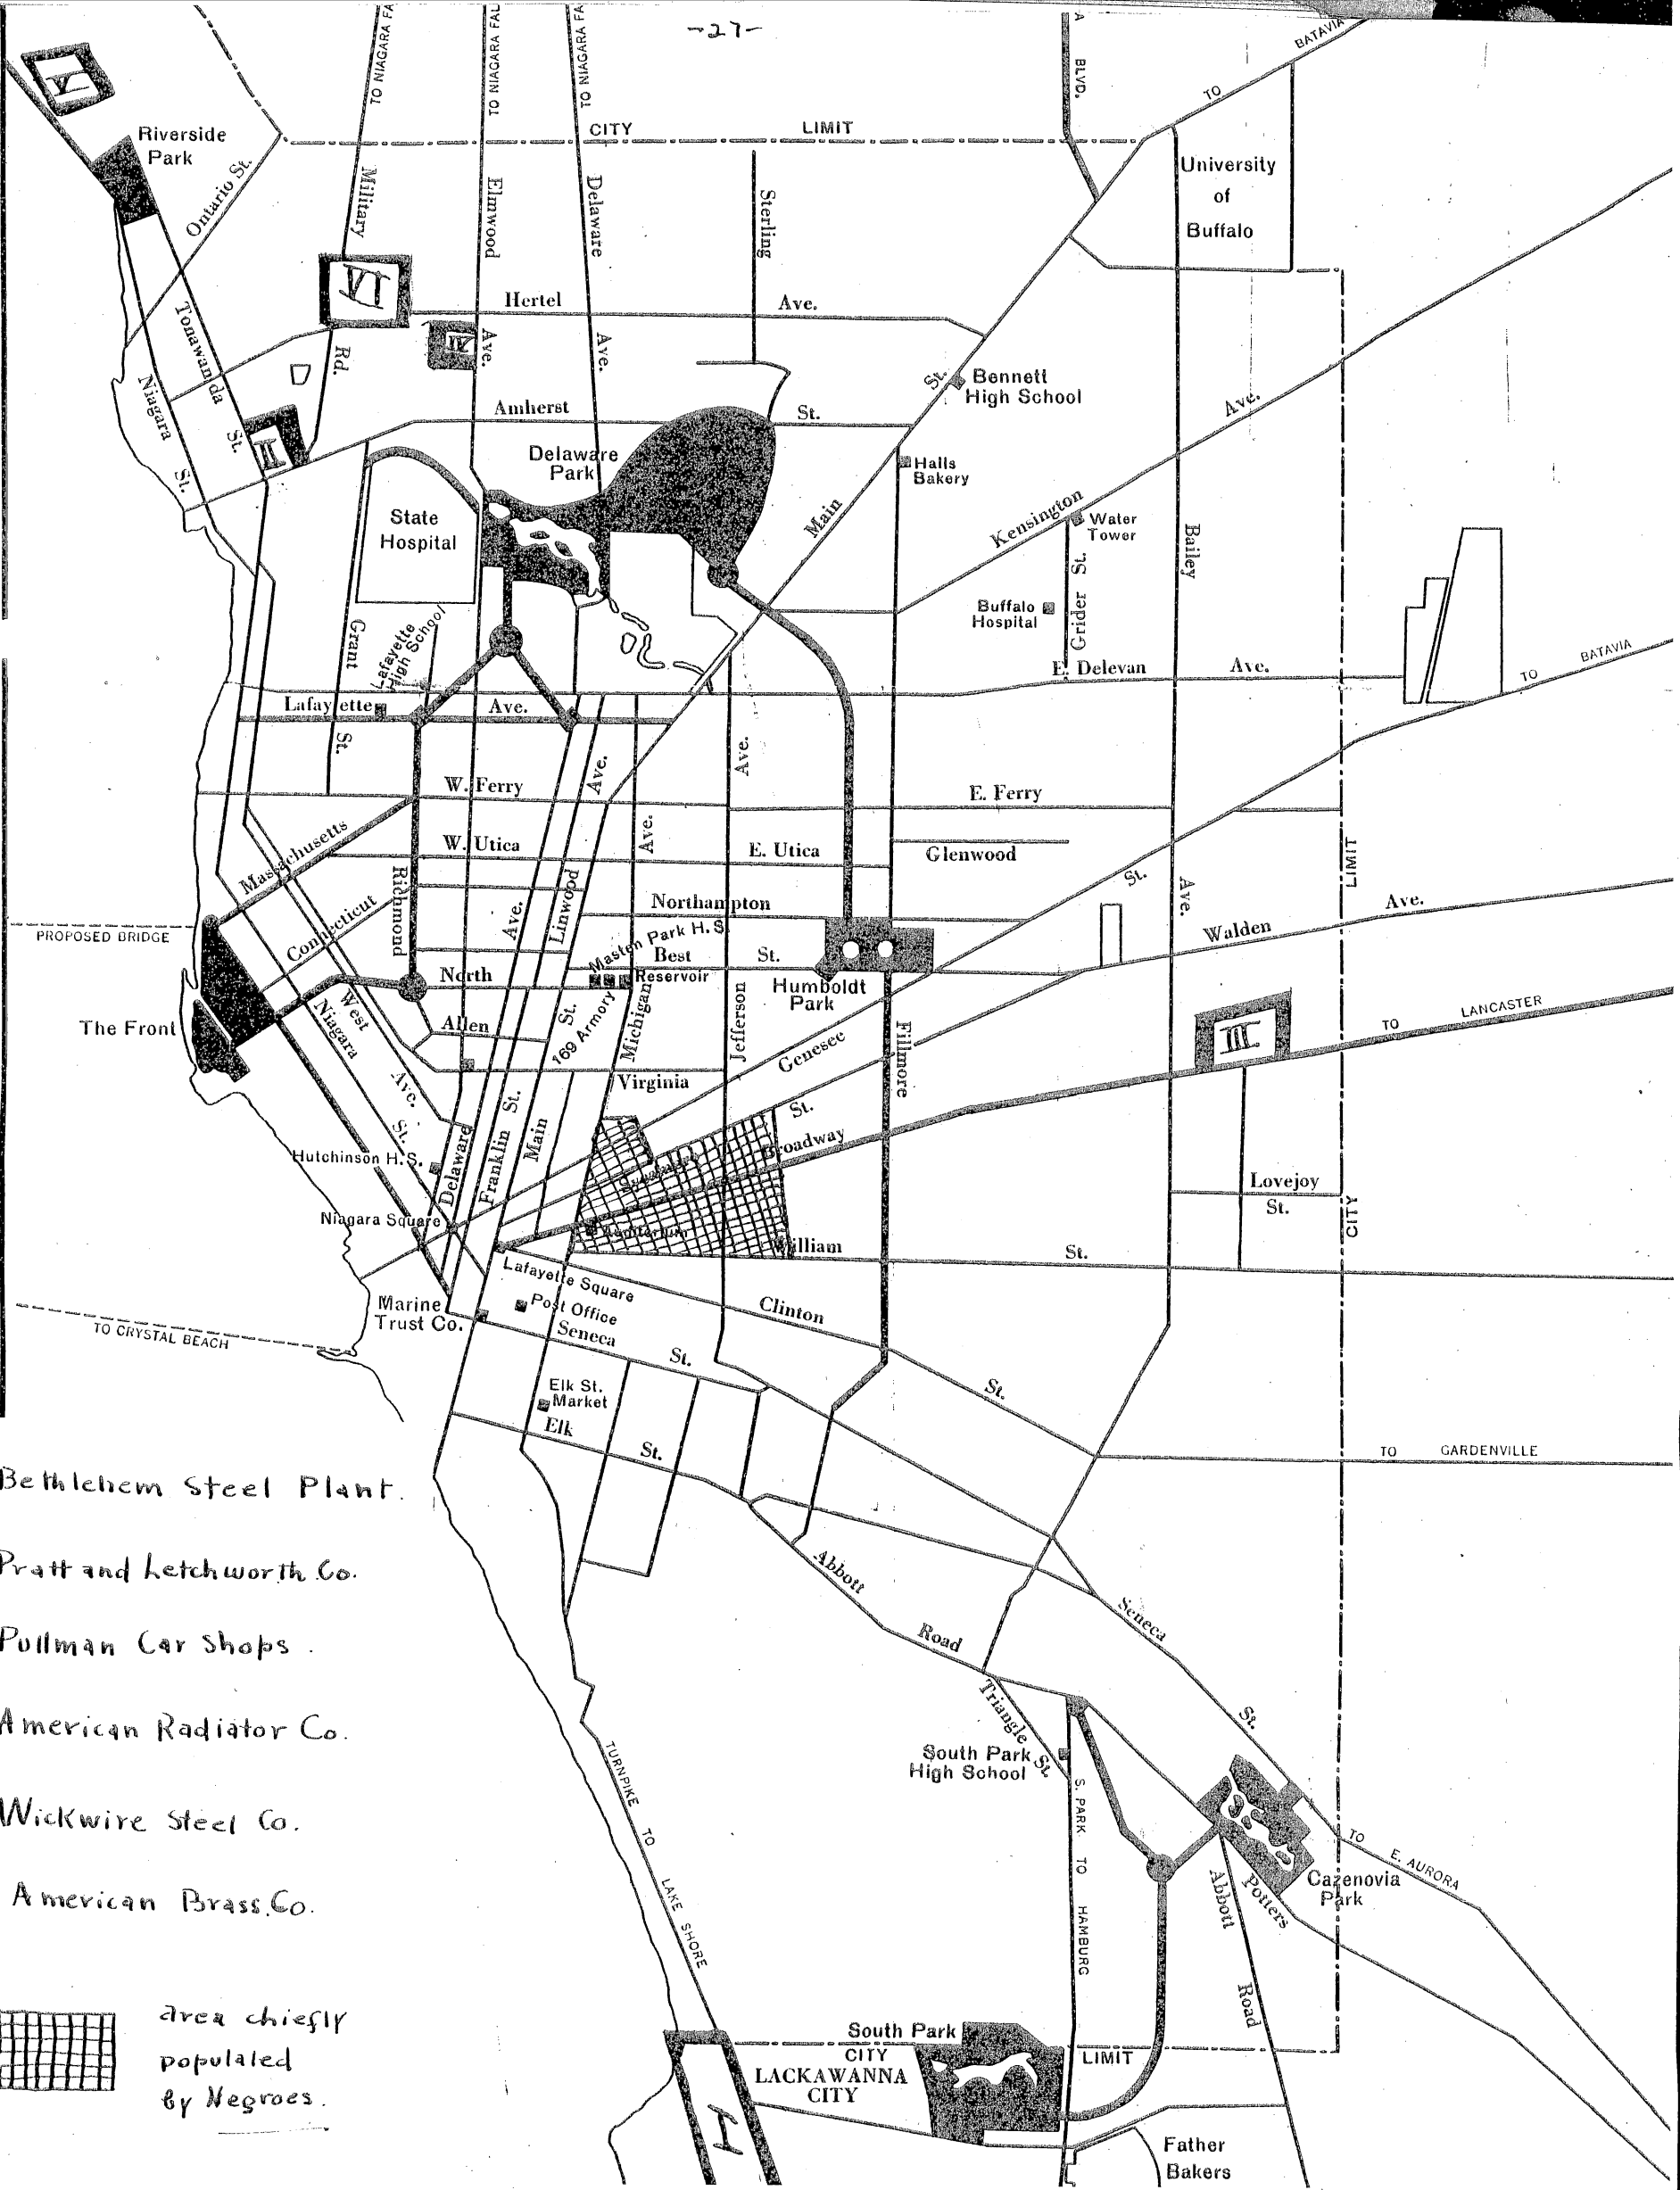 -27-
TO NIAGARA FA
TO NIAGARA FAL
TO NIAGARA FA
A
BLVD.
TO
BATAVIA
V
Riverside
Park
Ontario St.
CITY LIMIT
Military
Elmwood
Delaware
Sterling
University
of
Buffalo
VI
Hertel Ave.
IV
Ave.
Ave.
Rd.
Tonawanda
St.
Niagara
St.
St.
Bennett
High School
Ave.
Amherst St.
II
Delaware
Park
Halls
Bakery
State
Hospital
Main
Kensington
Water
Tower
Bailey
Buffalo
Hospital
Grider St.
Grant
Lafayette
High School
E. Delevan Ave.
TO
BATAVIA
Lafayette Ave.
St.
Ave.
Ave.
W. Ferry
E. Ferry
Massachusetts
W. Utica
Ave.
E. Utica
Glenwood
LIMIT
Richmond
St.
Ave.
Connecticut
Ave.
Linwood
Northampton
Walden
Ave.
PROPOSED BRIDGE
Masten Park H.S
North
Best St.
Reservoir
Humboldt
Park
The Front
West
Niagara
Allen
St.
169 Armory
Michigan
Jefferson
Genesee
Fillmore
III
TO
LANCASTER
Ave.
St.
Virginia
St.
Hutchinson H.S.
Delaware
Franklin St.
Main
Broadway
Lovejoy
St.
CITY
Niagara Square
William
St.
Lafayette Square
Marine
Trust Co.
Post Office
Seneca
St.
Clinton
St.
TO CRYSTAL BEACH
Elk St.
Market
Elk
St.
TO GARDENVILLE
Bethlehem Steel Plant.
Pratt and Letchworth Co.
Pullman Car Shops.
American Radiator Co.
Wickwire Steel Co.
American Brass Co.
Abbott
Road
Seneca
St.
Triangle
St.
South Park
High School
S. PARK TO HAMBURG
TURNPIKE TO LAKE SHORE
TO
E. AURORA
Cazenovia
Park
Abbott
Road
Potters
area chiefly
populated
by Negroes.
South Park
CITY
LIMIT
LACKAWANNA
CITY
I
Father
Bakers